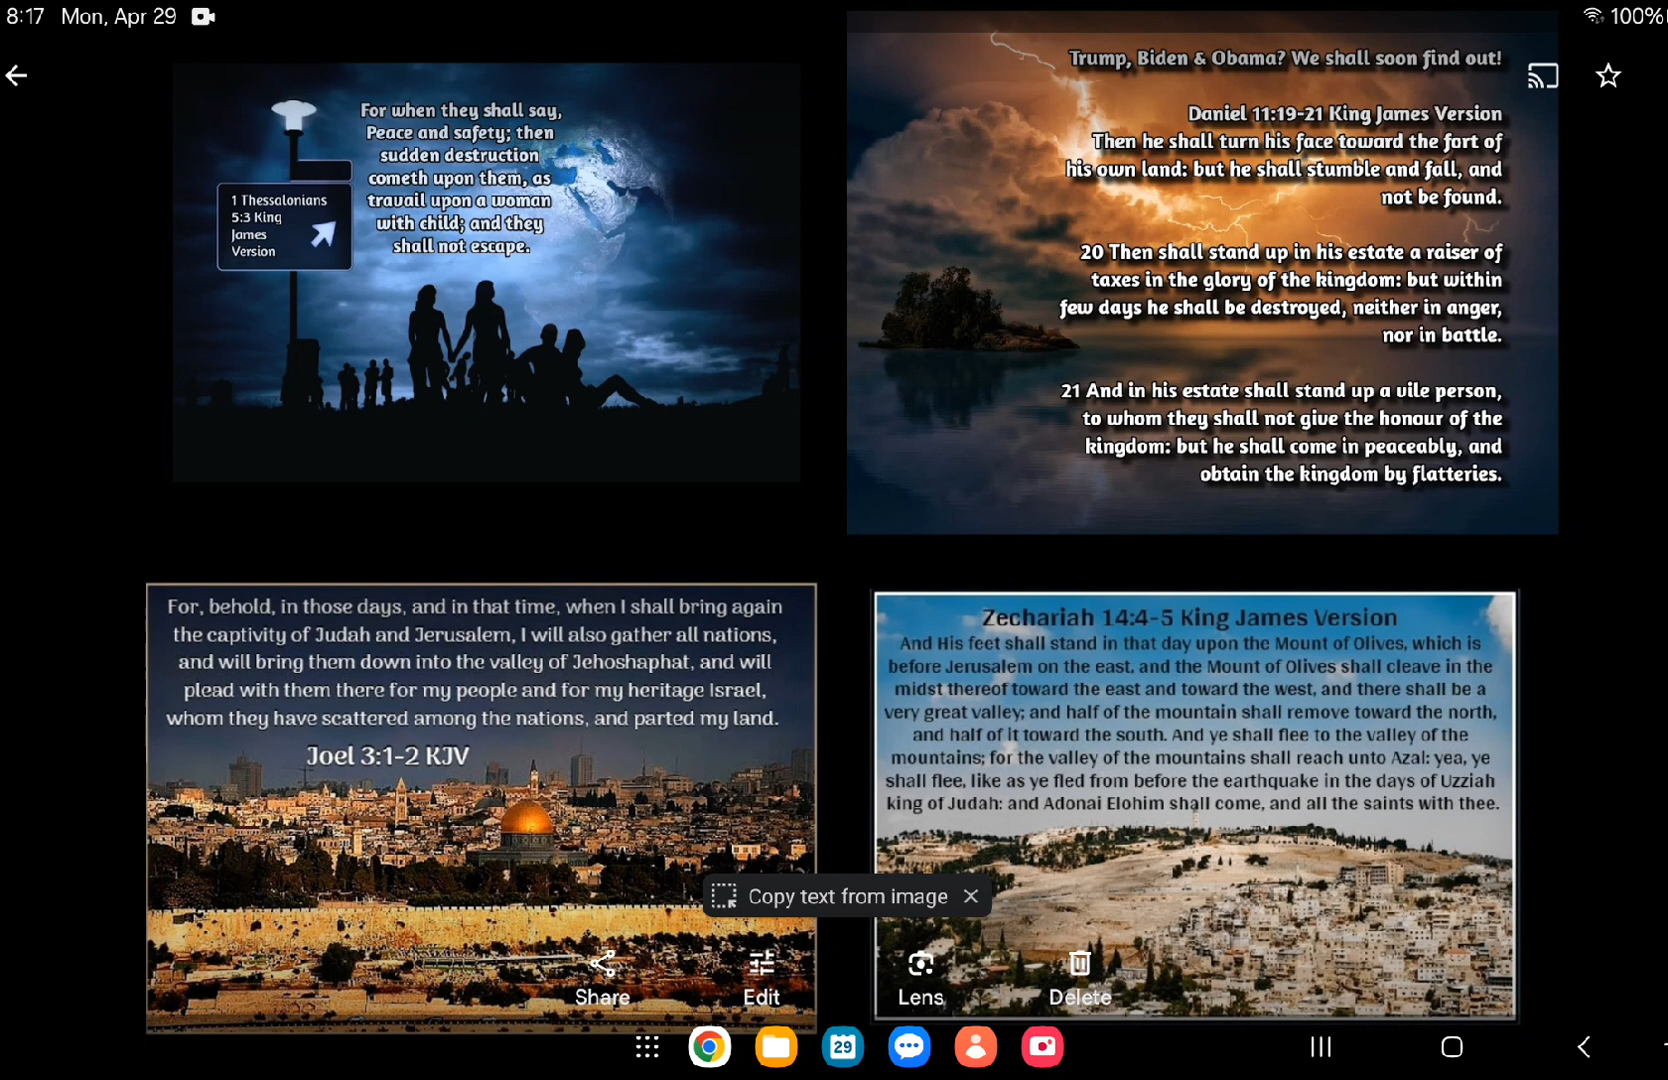 8:17 Mon, Apr 29
100%
For when they shall say,
Peace and safety; then
sudden destruction
cometh upon them, as
travail upon a woman
with child; and they
shall not escape.
1 Thessalonians
5:3 King
James
Version
Trump, Biden & Obama? We shall soon find out!
Daniel 11:19-21 King James Version
Then he shall turn his face toward the fort of
his own land: but he shall stumble and fall, and
not be found.
20 Then shall stand up in his estate a raiser of
taxes in the glory of the kingdom: but within
few days he shall be destroyed, neither in anger,
nor in battle.
21 And in his estate shall stand up a vile person,
to whom they shall not give the honour of the
kingdom: but he shall come in peaceably, and
obtain the kingdom by flatteries.
For, behold, in those days, and in that time, when I shall bring again
the captivity of Judah and Jerusalem, I will also gather all nations,
and will bring them down into the valley of Jehoshaphat, and will
plead with them there for my people and for my heritage Israel,
whom they have scattered among the nations, and parted my land.
Joel 3:1-2 KJV
Zechariah 14:4-5 King James Version
And His feet shall stand in that day upon the Mount of Olives, which is
before Jerusalem on the east, and the Mount of Olives shall cleave in the
midst thereof toward the east and toward the west, and there shall be a
very great valley; and half of the mountain shall remove toward the north,
and half of it toward the south. And ye shall flee to the valley of the
mountains; for the valley of the mountains shall reach unto Azal: yea, ye
shall flee, like as ye fled from before the earthquake in the days of Uzziah
king of Judah: and Adonai Elohim shall come, and all the saints with thee.
Copy text from image
Share
Edit
Lens
Delete
29